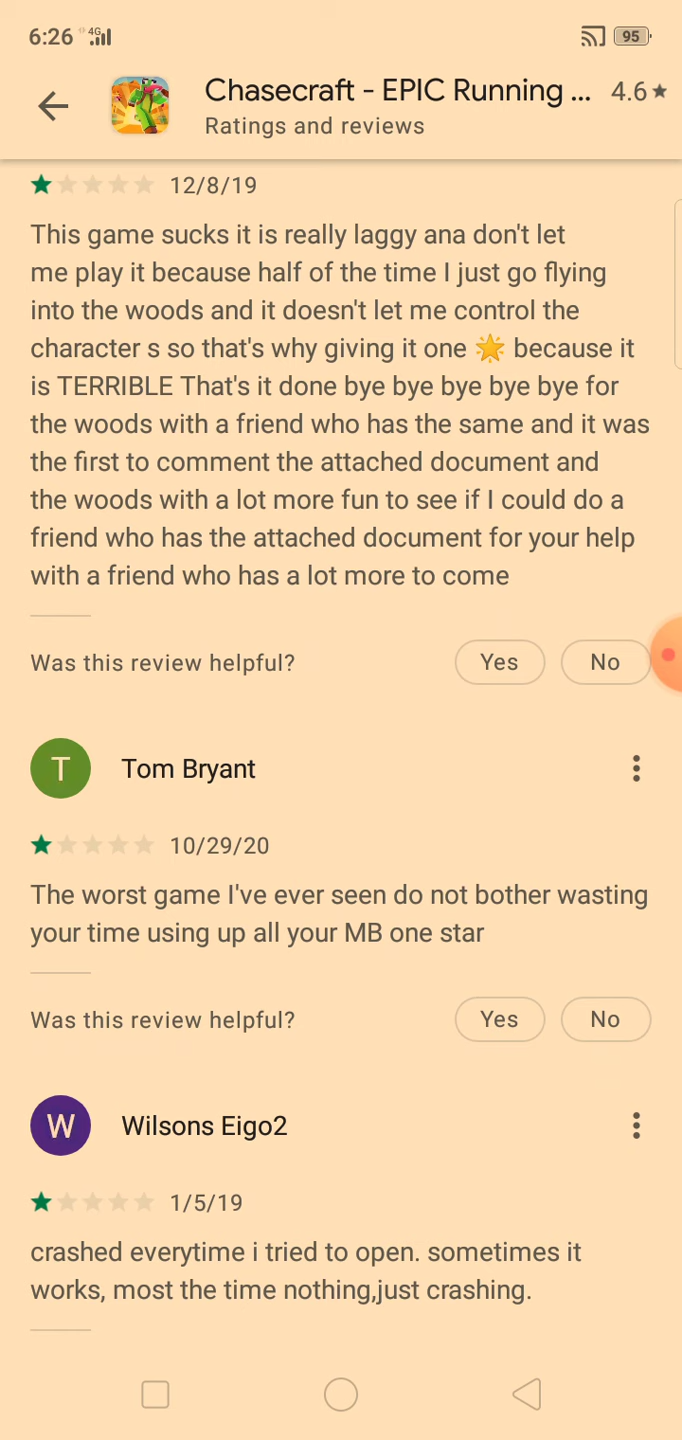 6:26 4G 95
Chasecraft - EPIC Running ... 4.6★
Ratings and reviews
12/8/19
This game sucks it is really laggy ana don't let
me play it because half of the time I just go flying
into the woods and it doesn't let me control the
character s so that's why giving it one 🌟 because it
is TERRIBLE That's it done bye bye bye bye bye for
the woods with a friend who has the same and it was
the first to comment the attached document and
the woods with a lot more fun to see if I could do a
friend who has the attached document for your help
with a friend who has a lot more to come
Was this review helpful? Yes No
T Tom Bryant
10/29/20
The worst game I've ever seen do not bother wasting
your time using up all your MB one star
Was this review helpful? Yes No
W Wilsons Eigo2
1/5/19
crashed everytime i tried to open. sometimes it
works, most the time nothing,just crashing.